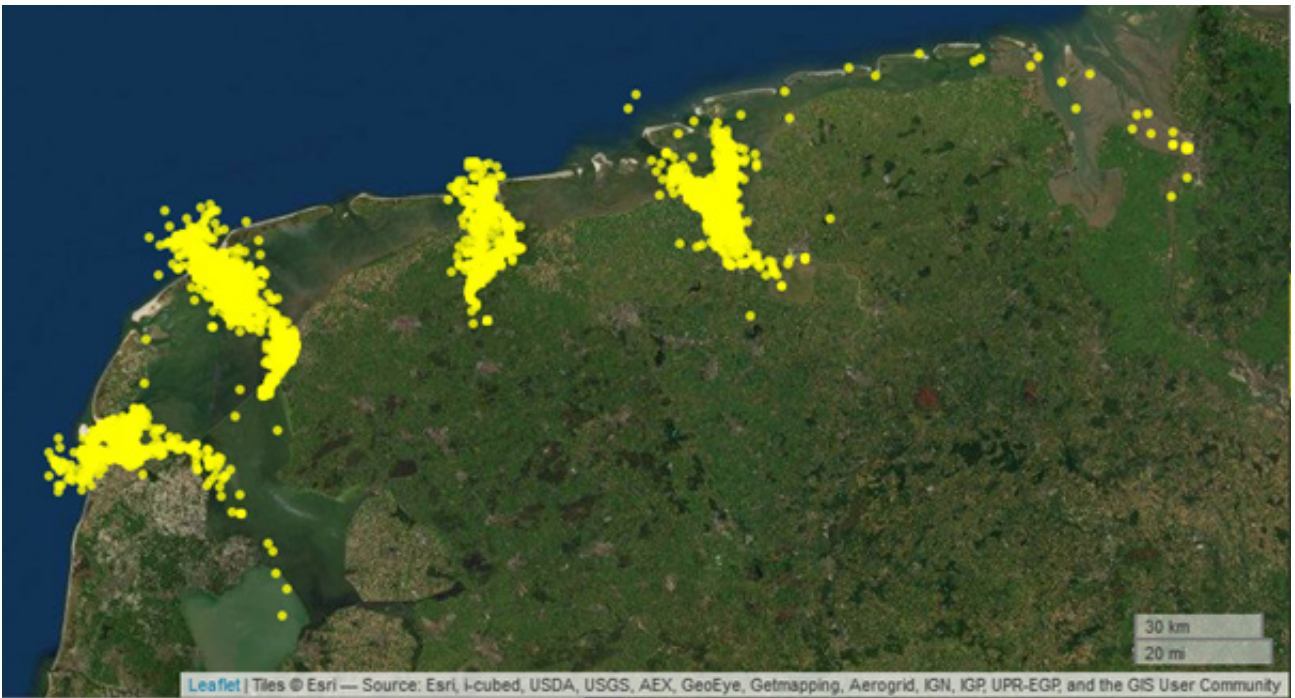 30 km
20 mi
Leaflet | Tiles © Esri — Source: Esri, i-cubed, USDA, USGS, AEX, GeoEye, Getmapping, Aerogrid, IGN, IGP, UPR-EGP, and the GIS User Community